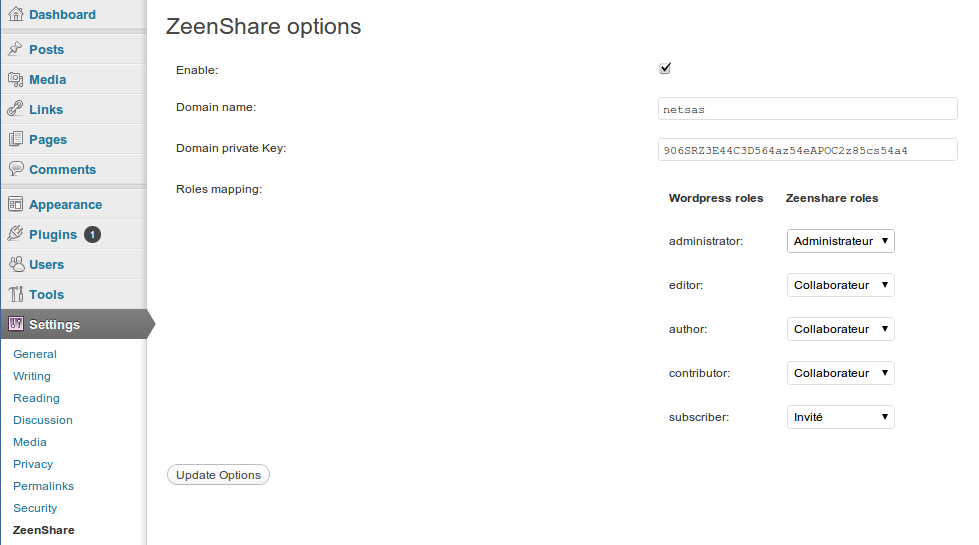 Dashboard
Posts
Media
Links
Pages
Comments
Appearance
Plugins 1
Users
Tools
Settings
General
Writing
Reading
Discussion
Media
Privacy
Permalinks
Security
ZeenShare
ZeenShare options
Enable:
Domain name: netsas
Domain private Key: 906SRZ3E44C3D564az54eAPOC2z85cs54a4
Roles mapping:
Wordpress roles Zeenshare roles
administrator: Administrateur
editor: Collaborateur
author: Collaborateur
contributor: Collaborateur
subscriber: Invité
Update Options